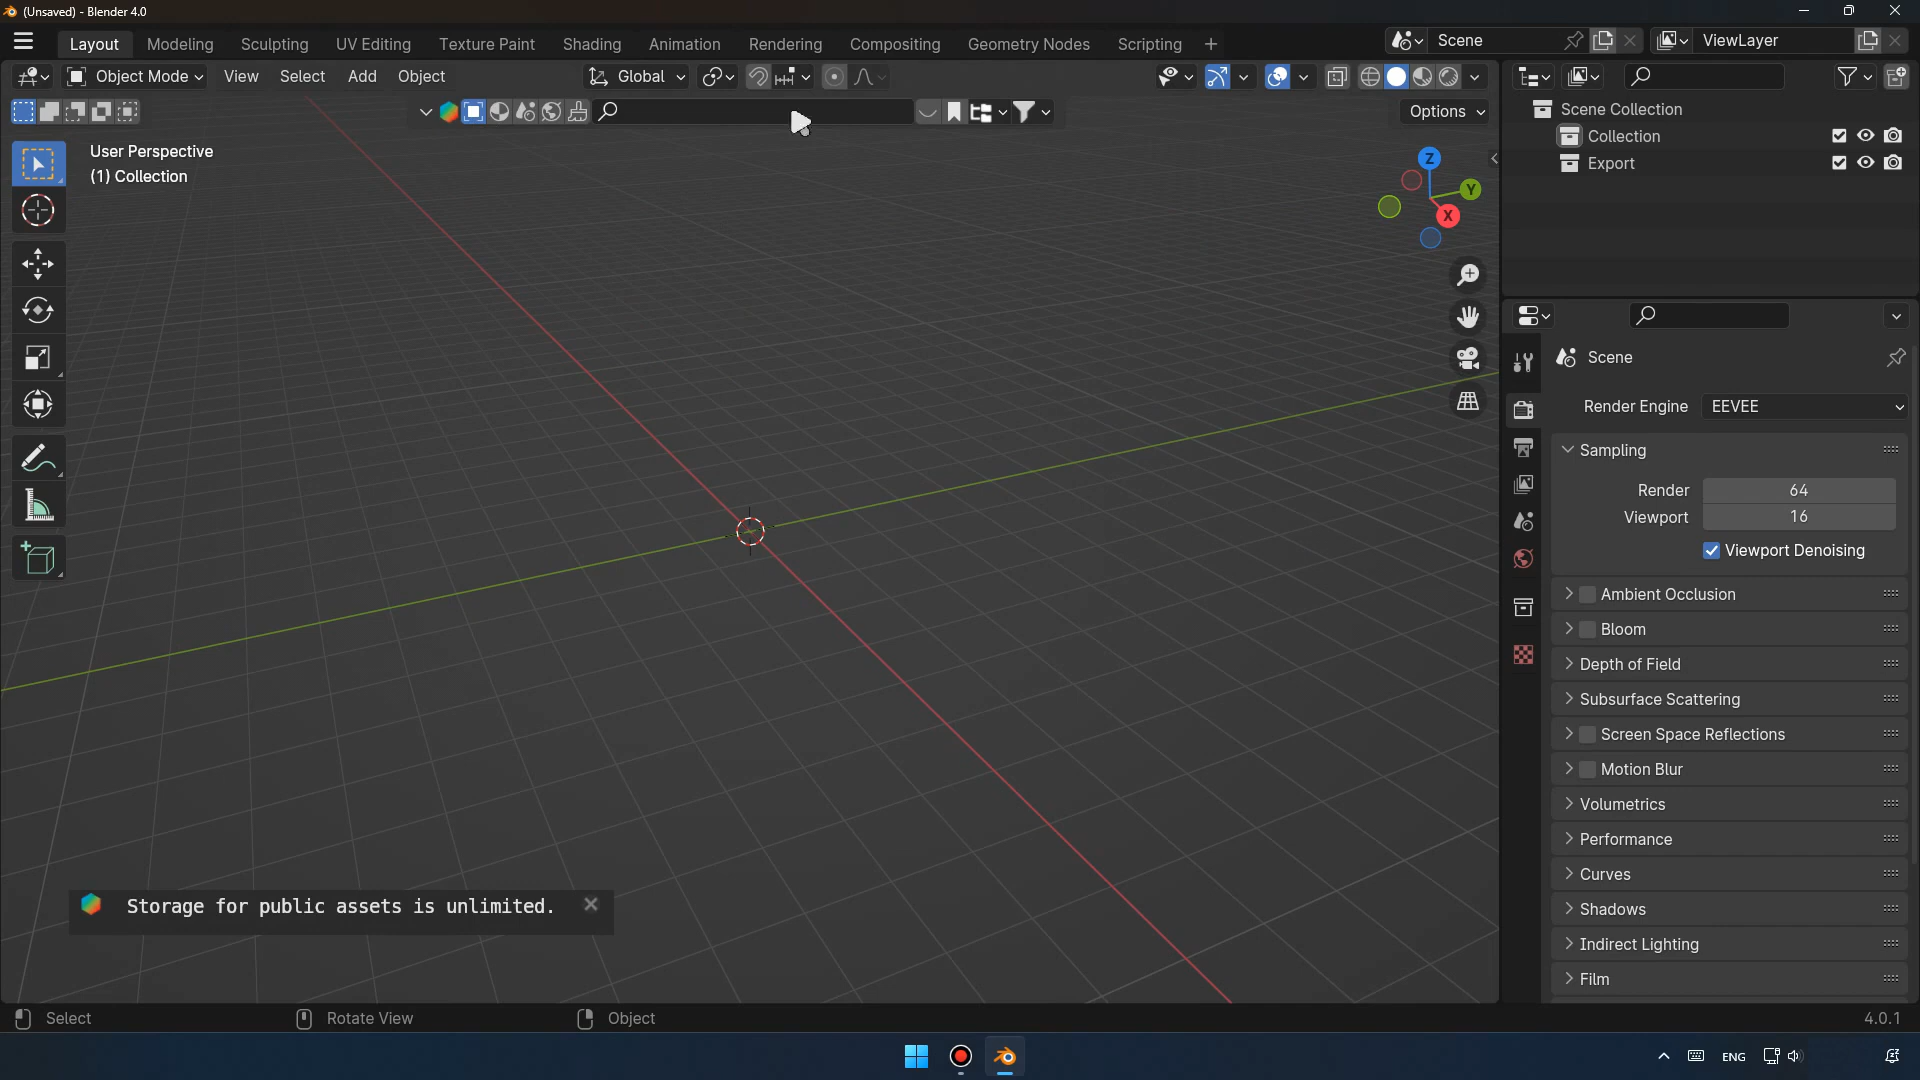 (Unsaved) - Blender 4.0
Layout Modeling Sculpting UV Editing Texture Paint Shading Animation Rendering Compositing Geometry Nodes Scripting + Scene ViewLayer
Object Mode View Select Add Object Global
Options
User Perspective
(1) Collection
Z
Y
X
Scene Collection
Collection
Export
Scene
Render Engine EEVEE
Sampling
Render 64
Viewport 16
Viewport Denoising
Ambient Occlusion
Bloom
Depth of Field
Subsurface Scattering
Screen Space Reflections
Motion Blur
Volumetrics
Performance
Curves
Shadows
Indirect Lighting
Film
Storage for public assets is unlimited.
Select Rotate View Object 4.0.1
ENG